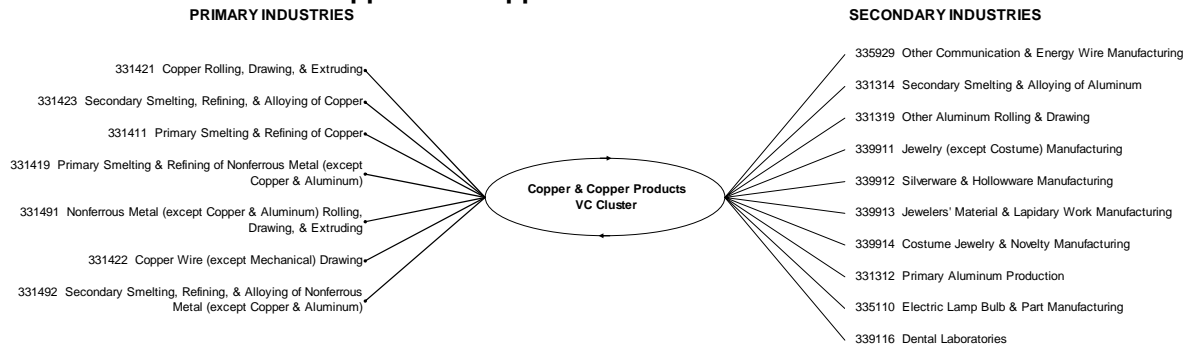 PRIMARY INDUSTRIES
331421 Copper Rolling, Drawing, & Extruding
331423 Secondary Smelting, Refining, & Alloying of Copper
331411 Primary Smelting & Refining of Copper
331419 Primary Smelting & Refining of Nonferrous Metal (except
Copper & Aluminum)
331491 Nonferrous Metal (except Copper & Aluminum) Rolling,
Drawing, & Extruding
331422 Copper Wire (except Mechanical) Drawing
331492 Secondary Smelting, Refining, & Alloying of Nonferrous
Metal (except Copper & Aluminum)
Copper & Copper Products
VC Cluster
SECONDARY INDUSTRIES
335929 Other Communication & Energy Wire Manufacturing
331314 Secondary Smelting & Alloying of Aluminum
331319 Other Aluminum Rolling & Drawing
339911 Jewelry (except Costume) Manufacturing
339912 Silverware & Hollowware Manufacturing
339913 Jewelers' Material & Lapidary Work Manufacturing
339914 Costume Jewelry & Novelty Manufacturing
331312 Primary Aluminum Production
335110 Electric Lamp Bulb & Part Manufacturing
339116 Dental Laboratories